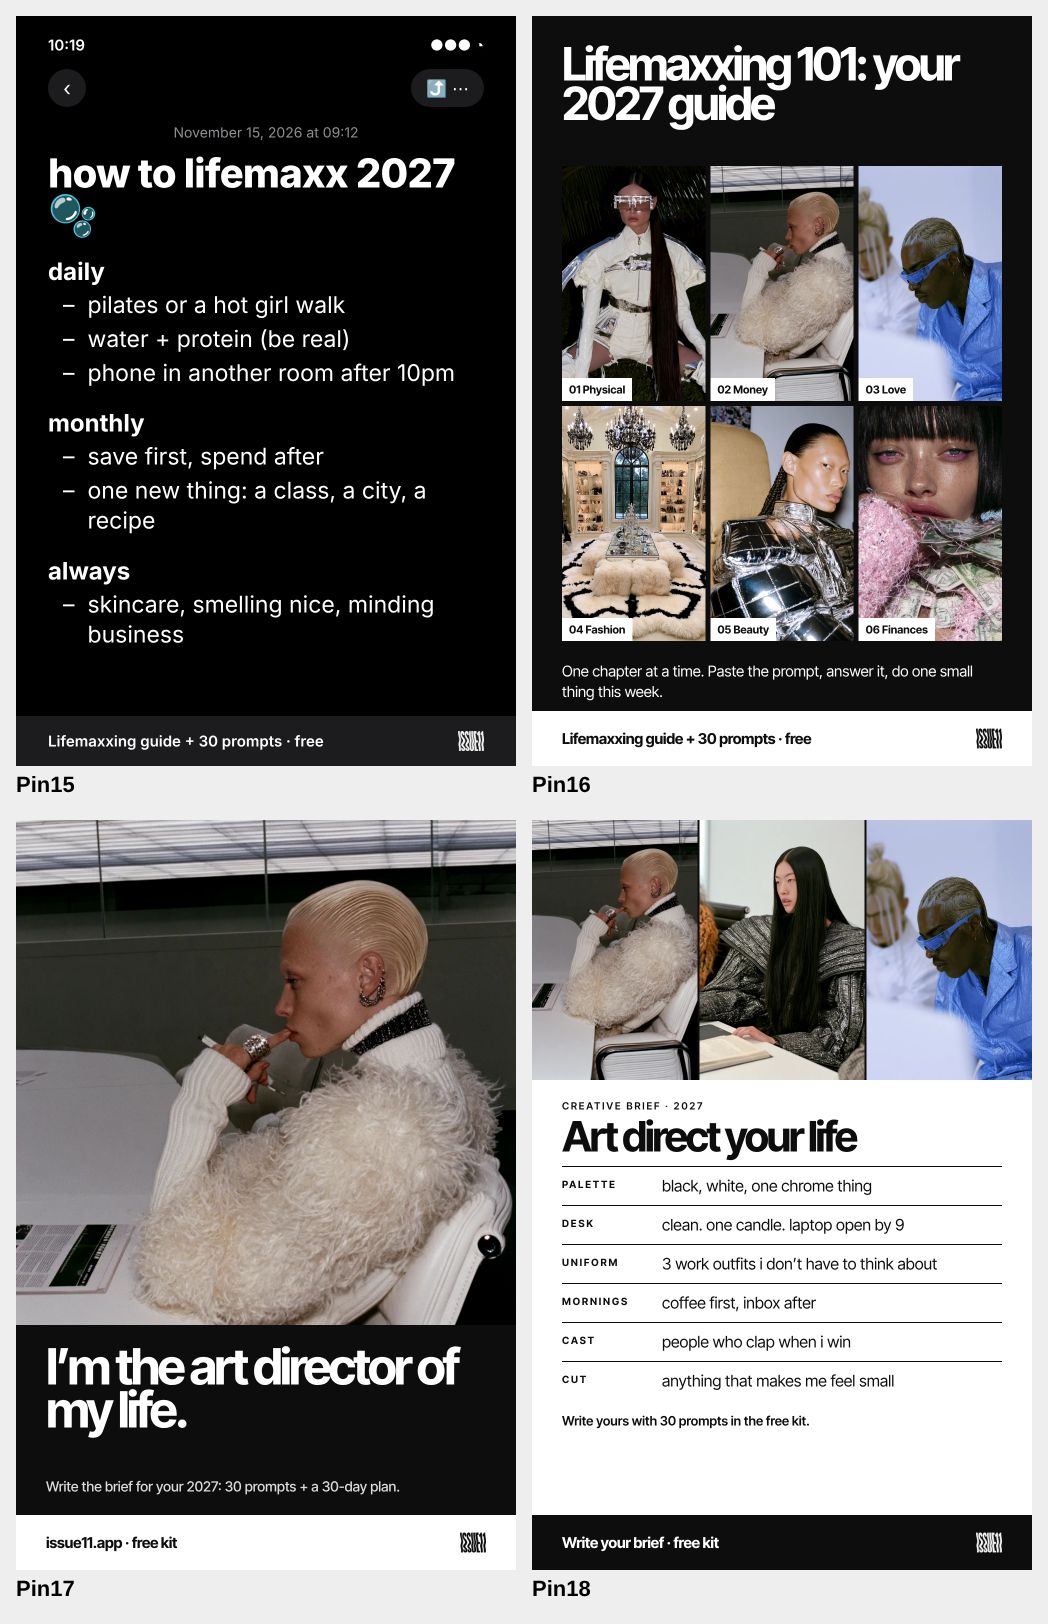 10:19
November 15, 2026 at 09:12
how to lifemaxx 2027
daily
– pilates or a hot girl walk
– water + protein (be real)
– phone in another room after 10pm
monthly
– save first, spend after
– one new thing: a class, a city, a
recipe
always
– skincare, smelling nice, minding
business
Lifemaxxing guide + 30 prompts · free
ISSUE11
Pin15
Lifemaxxing 101: your
2027 guide
01 Physical
02 Money
03 Love
04 Fashion
05 Beauty
06 Finances
One chapter at a time. Paste the prompt, answer it, do one small
thing this week.
Lifemaxxing guide + 30 prompts · free
ISSUE11
Pin16
I’m the art director of
my life.
Write the brief for your 2027: 30 prompts + a 30-day plan.
issue11.app · free kit
ISSUE11
Pin17
CREATIVE BRIEF · 2027
Art direct your life
PALETTE black, white, one chrome thing
DESK clean. one candle. laptop open by 9
UNIFORM 3 work outfits i don’t have to think about
MORNINGS coffee first, inbox after
CAST people who clap when i win
CUT anything that makes me feel small
Write yours with 30 prompts in the free kit.
Write your brief · free kit
ISSUE11
Pin18